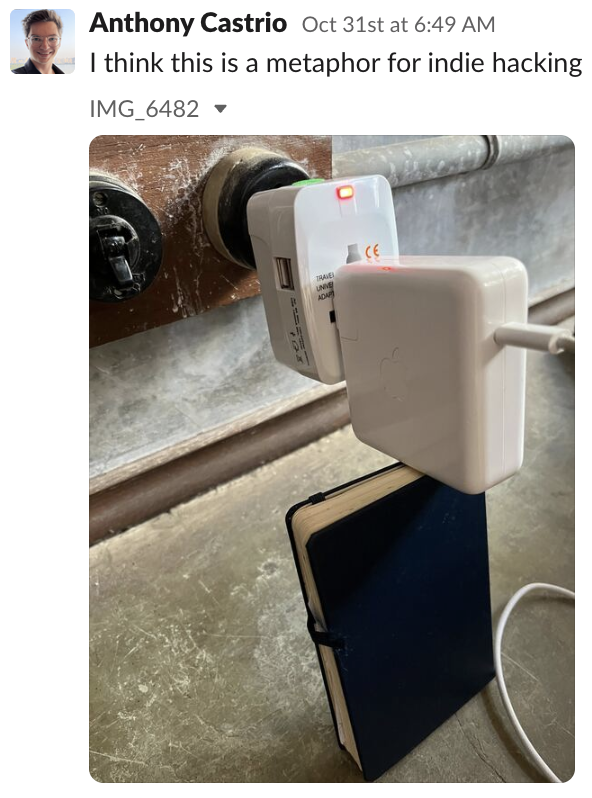 Anthony Castrio Oct 31st at 6:49 AM
I think this is a metaphor for indie hacking
IMG_6482
CE
TRAVEL
UNIVE
ADAP